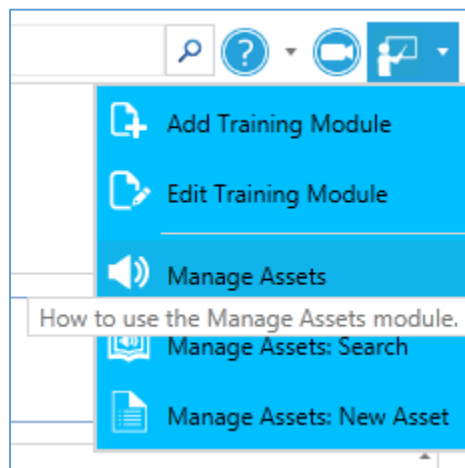 ?
Add Training Module
Edit Training Module
Manage Assets
How to use the Manage Assets module.
Manage Assets: Search
Manage Assets: New Asset